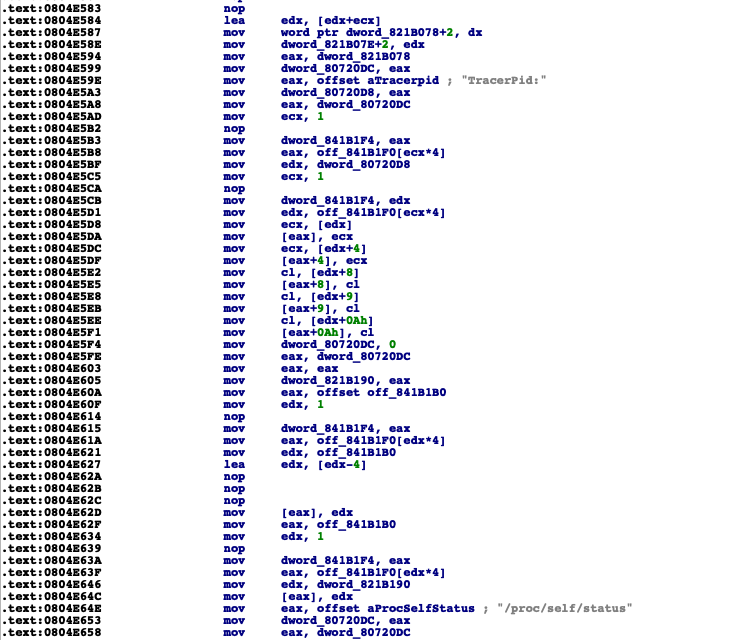 .text:0804E583 nop
.text:0804E584 lea edx, [edx+ecx]
.text:0804E587 mov word ptr dword_821B078+2, dx
.text:0804E58E mov dword_821B07E+2, edx
.text:0804E594 mov eax, dword_821B078
.text:0804E599 mov dword_80720DC, eax
.text:0804E59E mov eax, offset aTracerpid ; "TracerPid:"
.text:0804E5A3 mov dword_80720D8, eax
.text:0804E5A8 mov eax, dword_80720DC
.text:0804E5AD mov ecx, 1
.text:0804E5B2 nop
.text:0804E5B3 mov dword_841B1F4, eax
.text:0804E5B8 mov eax, off_841B1F0[ecx*4]
.text:0804E5BF mov edx, dword_80720D8
.text:0804E5C5 mov ecx, 1
.text:0804E5CA nop
.text:0804E5CB mov dword_841B1F4, edx
.text:0804E5D1 mov edx, off_841B1F0[ecx*4]
.text:0804E5D8 mov ecx, [edx]
.text:0804E5DA mov [eax], ecx
.text:0804E5DC mov ecx, [edx+4]
.text:0804E5DF mov [eax+4], ecx
.text:0804E5E2 mov cl, [edx+8]
.text:0804E5E5 mov [eax+8], cl
.text:0804E5E8 mov cl, [edx+9]
.text:0804E5EB mov [eax+9], cl
.text:0804E5EE mov cl, [edx+0Ah]
.text:0804E5F1 mov [eax+0Ah], cl
.text:0804E5F4 mov dword_80720DC, 0
.text:0804E5FE mov eax, dword_80720DC
.text:0804E603 mov eax, eax
.text:0804E605 mov dword_821B190, eax
.text:0804E60A mov eax, offset off_841B1B0
.text:0804E60F mov edx, 1
.text:0804E614 nop
.text:0804E615 mov dword_841B1F4, eax
.text:0804E61A mov eax, off_841B1F0[edx*4]
.text:0804E621 mov edx, off_841B1B0
.text:0804E627 lea edx, [edx-4]
.text:0804E62A nop
.text:0804E62B nop
.text:0804E62C nop
.text:0804E62D mov [eax], edx
.text:0804E62F mov eax, off_841B1B0
.text:0804E634 mov edx, 1
.text:0804E639 nop
.text:0804E63A mov dword_841B1F4, eax
.text:0804E63F mov eax, off_841B1F0[edx*4]
.text:0804E646 mov edx, dword_821B190
.text:0804E64C mov [eax], edx
.text:0804E64E mov eax, offset aProcSelfStatus ; "/proc/self/status"
.text:0804E653 mov dword_80720DC, eax
.text:0804E658 mov eax, dword_80720DC